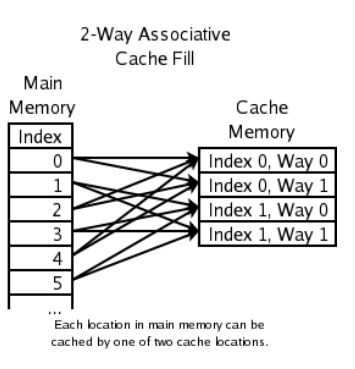 2-Way Associative
Cache Fill
Main
Memory
Index
0
1
2
3
4
5
...
Cache
Memory
Index 0, Way 0
Index 0, Way 1
Index 1, Way 0
Index 1, Way 1
Each location in main memory can be
cached by one of two cache locations.